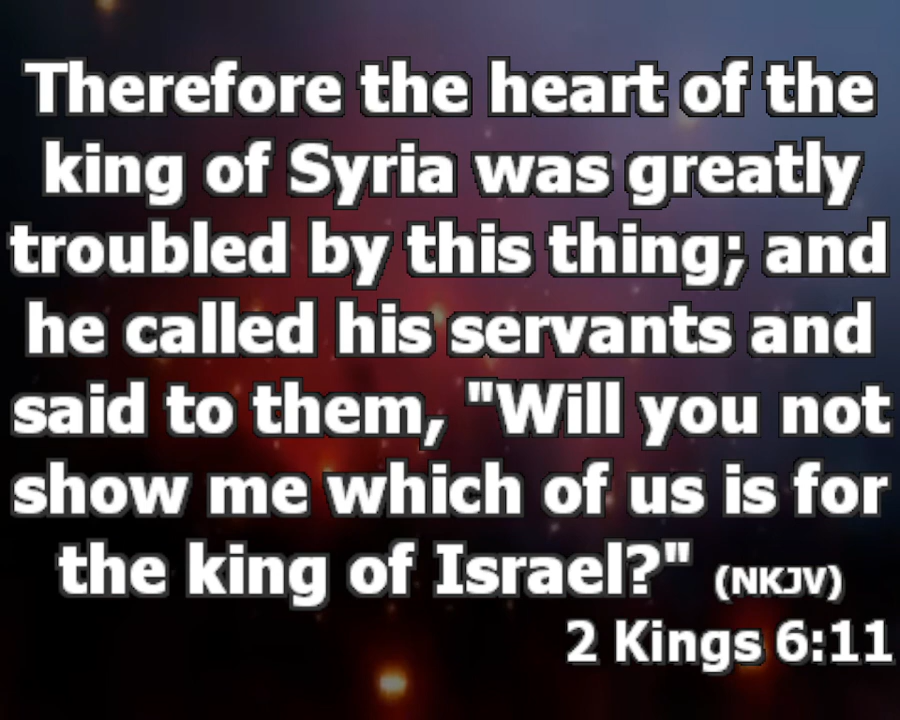 Therefore the heart of the
king of Syria was greatly
troubled by this thing; and
he called his servants and
said to them, "Will you not
show me which of us is for
the king of Israel?" (NKJV)
2 Kings 6:11